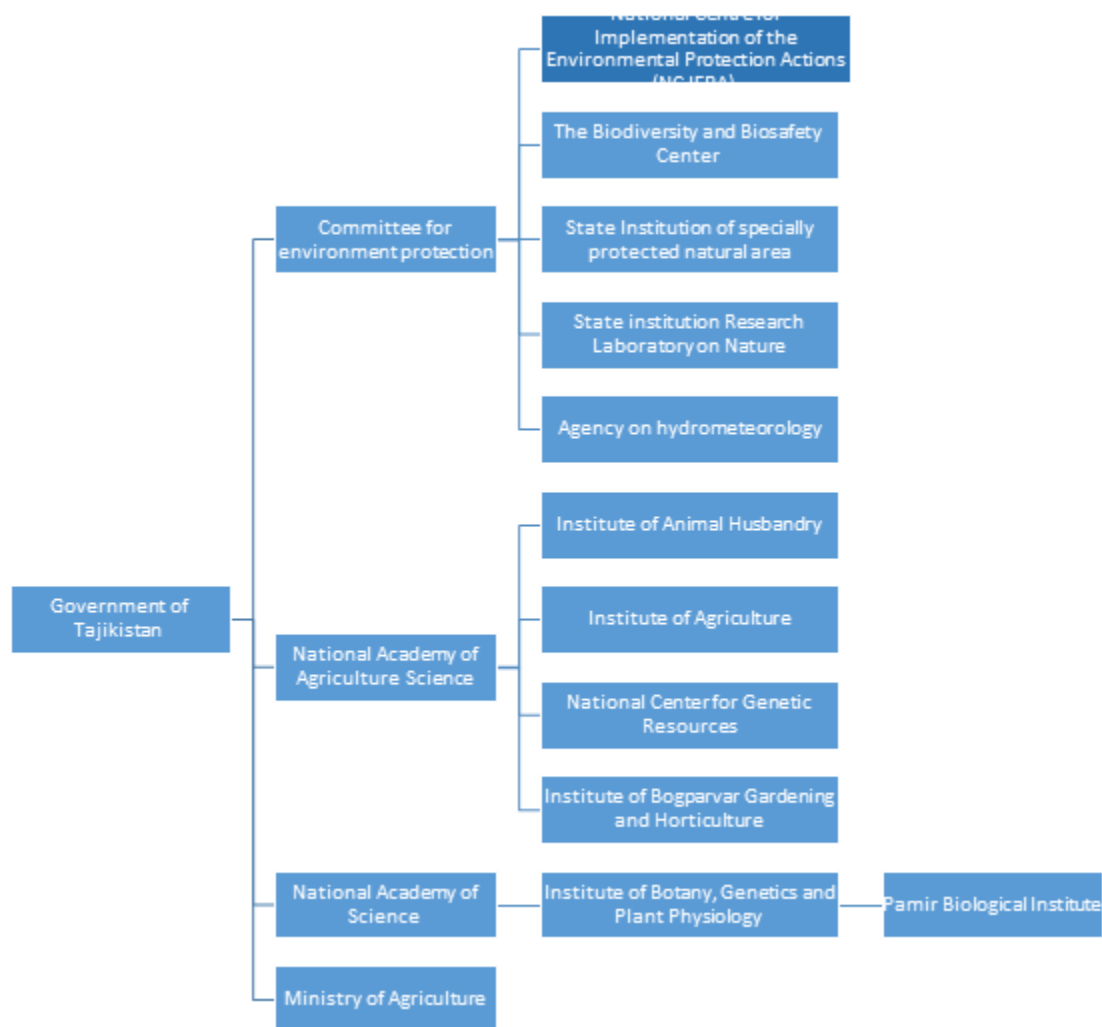 National Centre for
Implementation of the
Environmental Protection Actions
The Biodiversity and Biosafety
Center
Committee for
environment protection
State Institution of specially
protected natural area
State institution Research
Laboratory on Nature
Agency on hydrometeorology
Institute of Animal Husbandry
Government of
Tajikistan
Institute of Agriculture
National Academy of
Agriculture Science
National Center for Genetic
Resources
Institute of Bogparvar Gardening
and Horticulture
National Academy of
Science
Institute of Botany, Genetics and
Plant Physiology
Pamir Biological Institute
Ministry of Agriculture